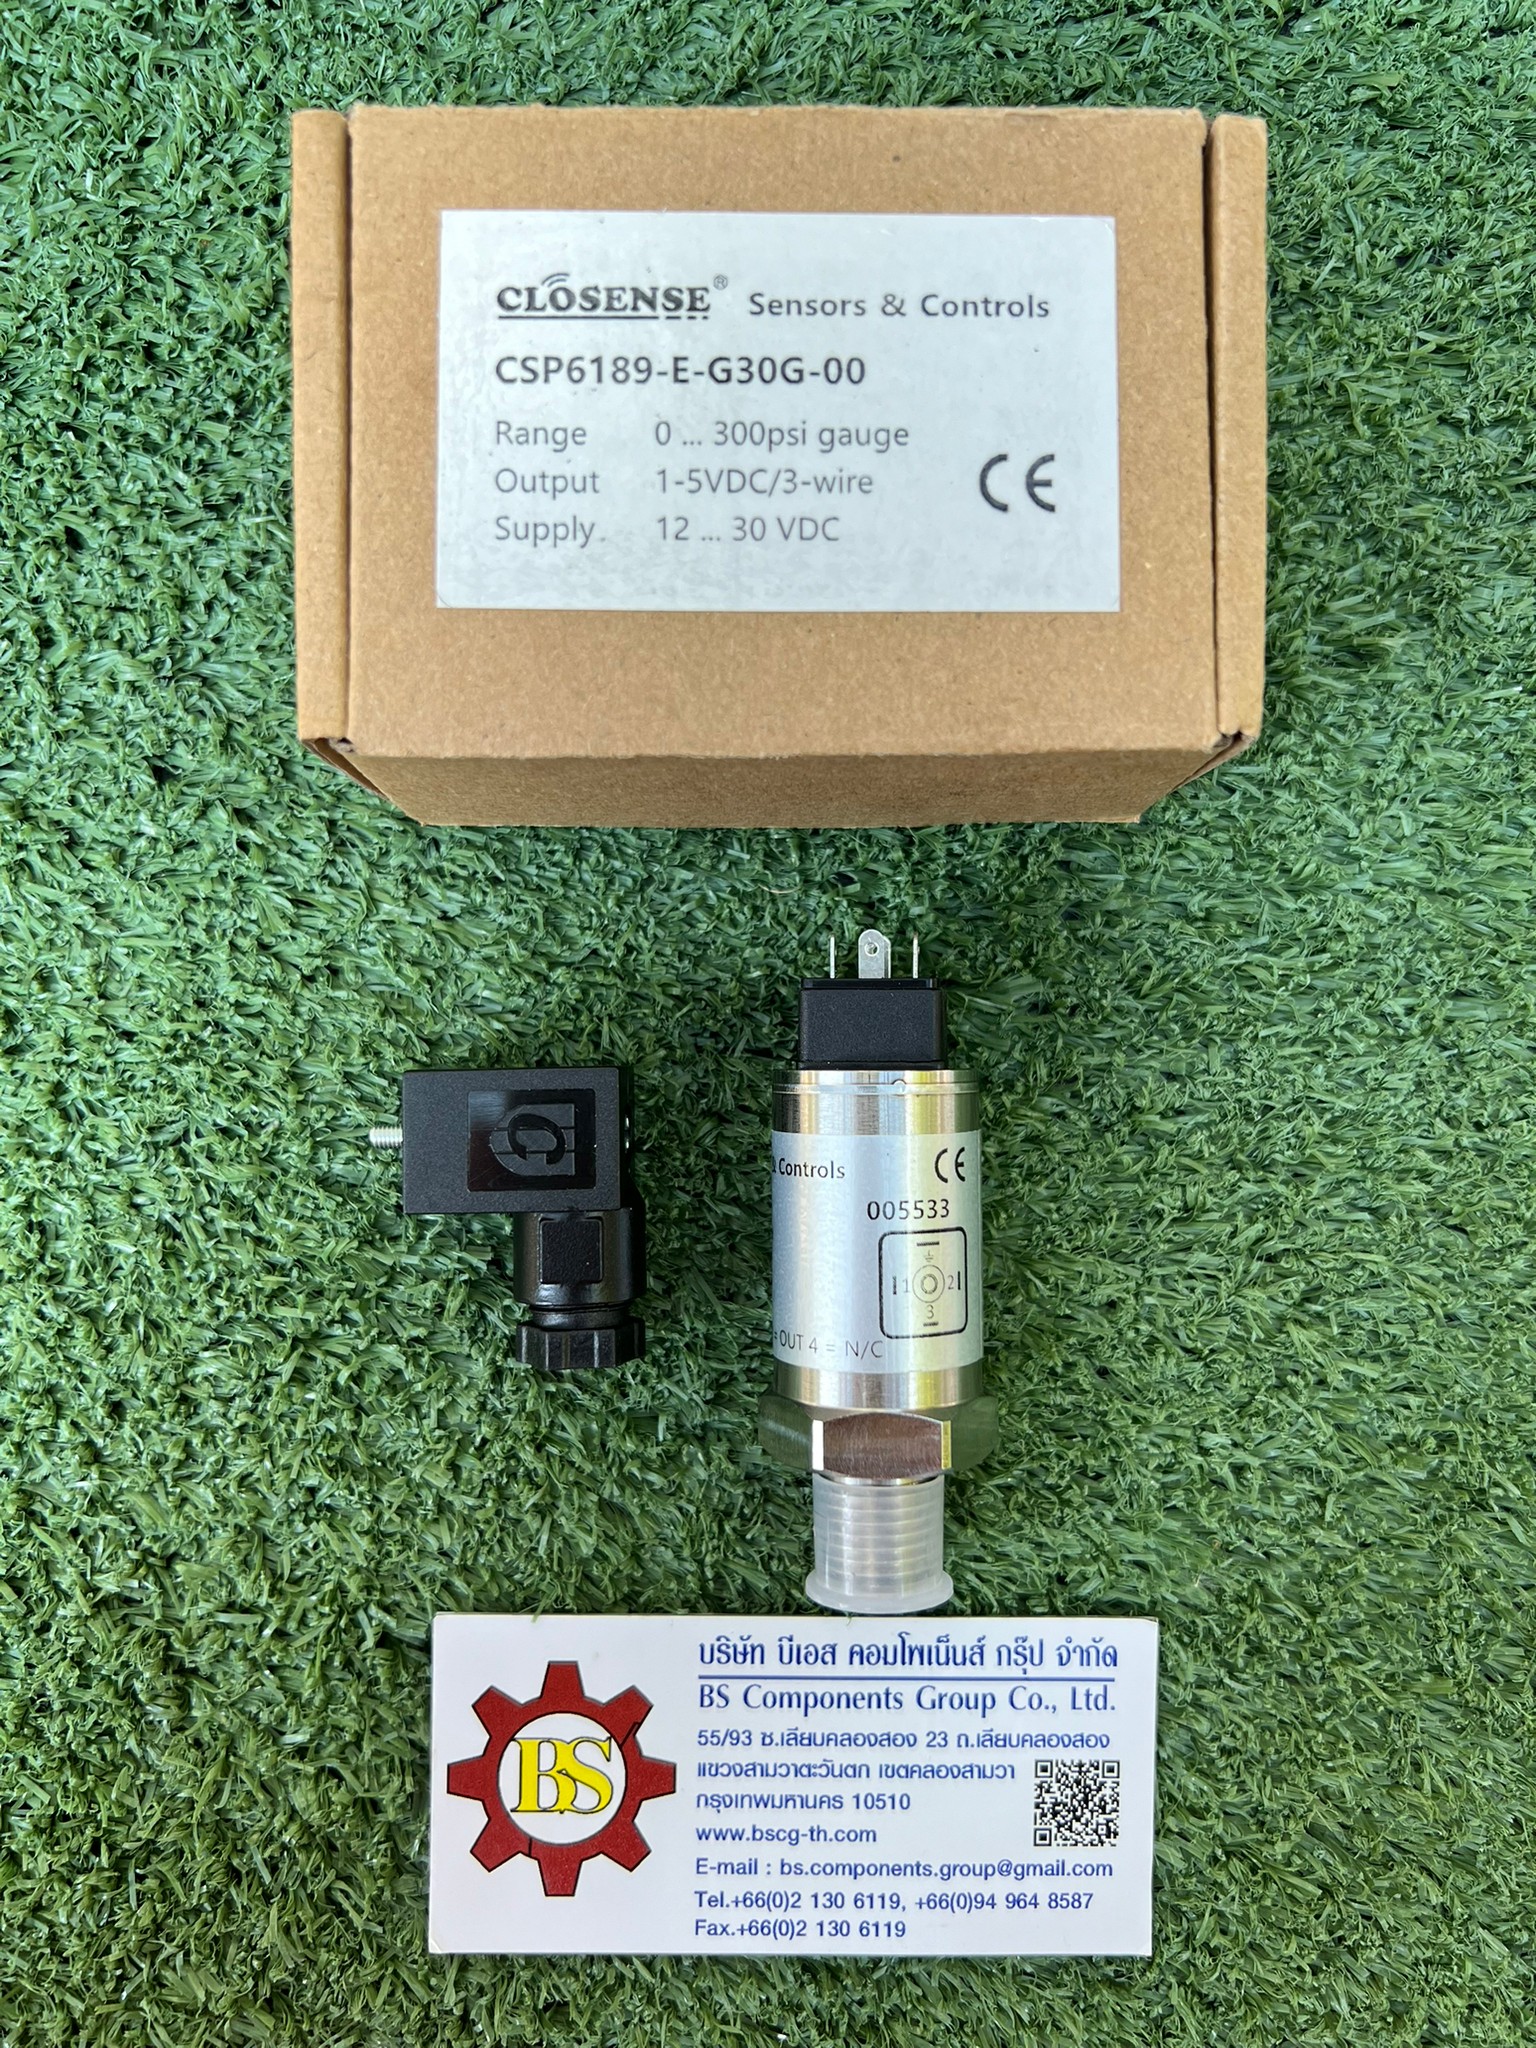 CLOSENSE® Sensors & Controls
CSP6189-E-G30G-00
Range 0 ... 300psi gauge
Output 1-5VDC/3-wire
Supply. 12 ... 30 VDC
CE
C
& Controls CE
005533
1 2
3
= OUT 4 = N/C
BS
บริษัท บีเอส คอมโพเน็นส์ กรุ๊ป จำกัด
BS Components Group Co., Ltd.
55/93 ซ.เลียบคลองสอง 23 ถ.เลียบคลองสอง
แขวงสามวาตะวันตก เขตคลองสามวา
กรุงเทพมหานคร 10510
www.bscg-th.com
E-mail : bs.components.group@gmail.com
Tel.+66(0)2 130 6119, +66(0)94 964 8587
Fax.+66(0)2 130 6119